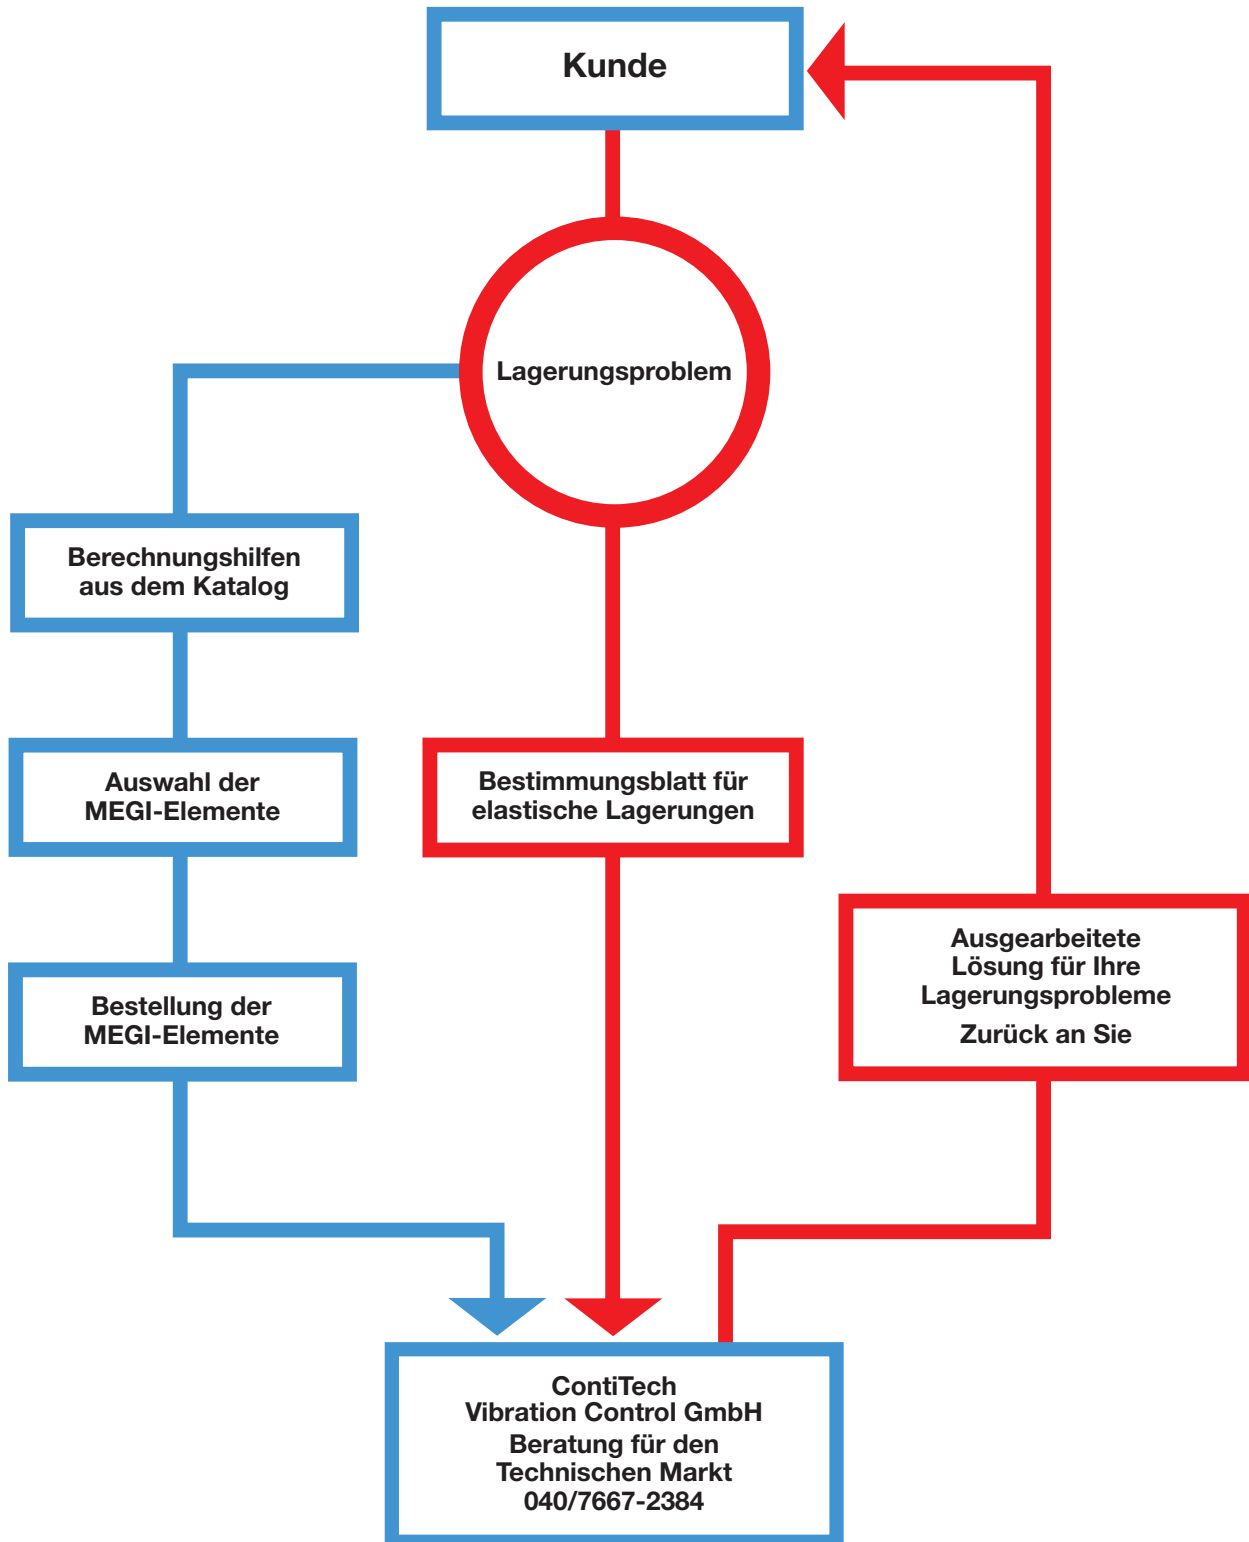 Kunde
Lagerungsproblem
Berechnungshilfen
aus dem Katalog
Auswahl der
MEGI-Elemente
Bestimmungsblatt für
elastische Lagerungen
Ausgearbeitete
Lösung für Ihre
Lagerungsprobleme
Zurück an Sie
Bestellung der
MEGI-Elemente
ContiTech
Vibration Control GmbH
Beratung für den
Technischen Markt
040/7667-2384